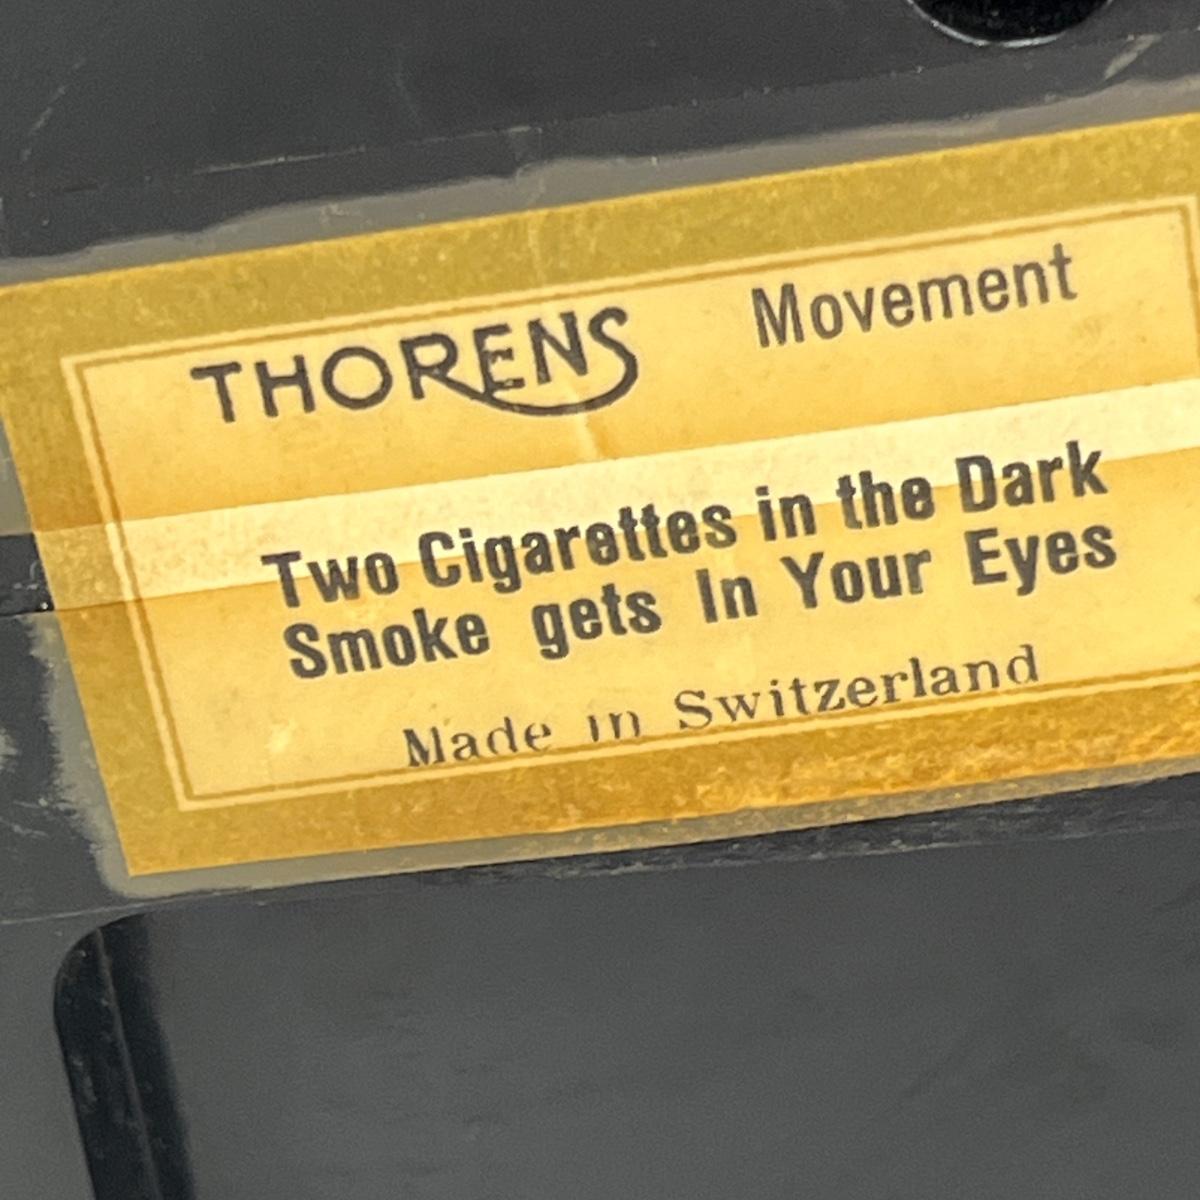 THORENS Movement
Two Cigarettes in the Dark
Smoke gets In Your Eyes
Made in Switzerland